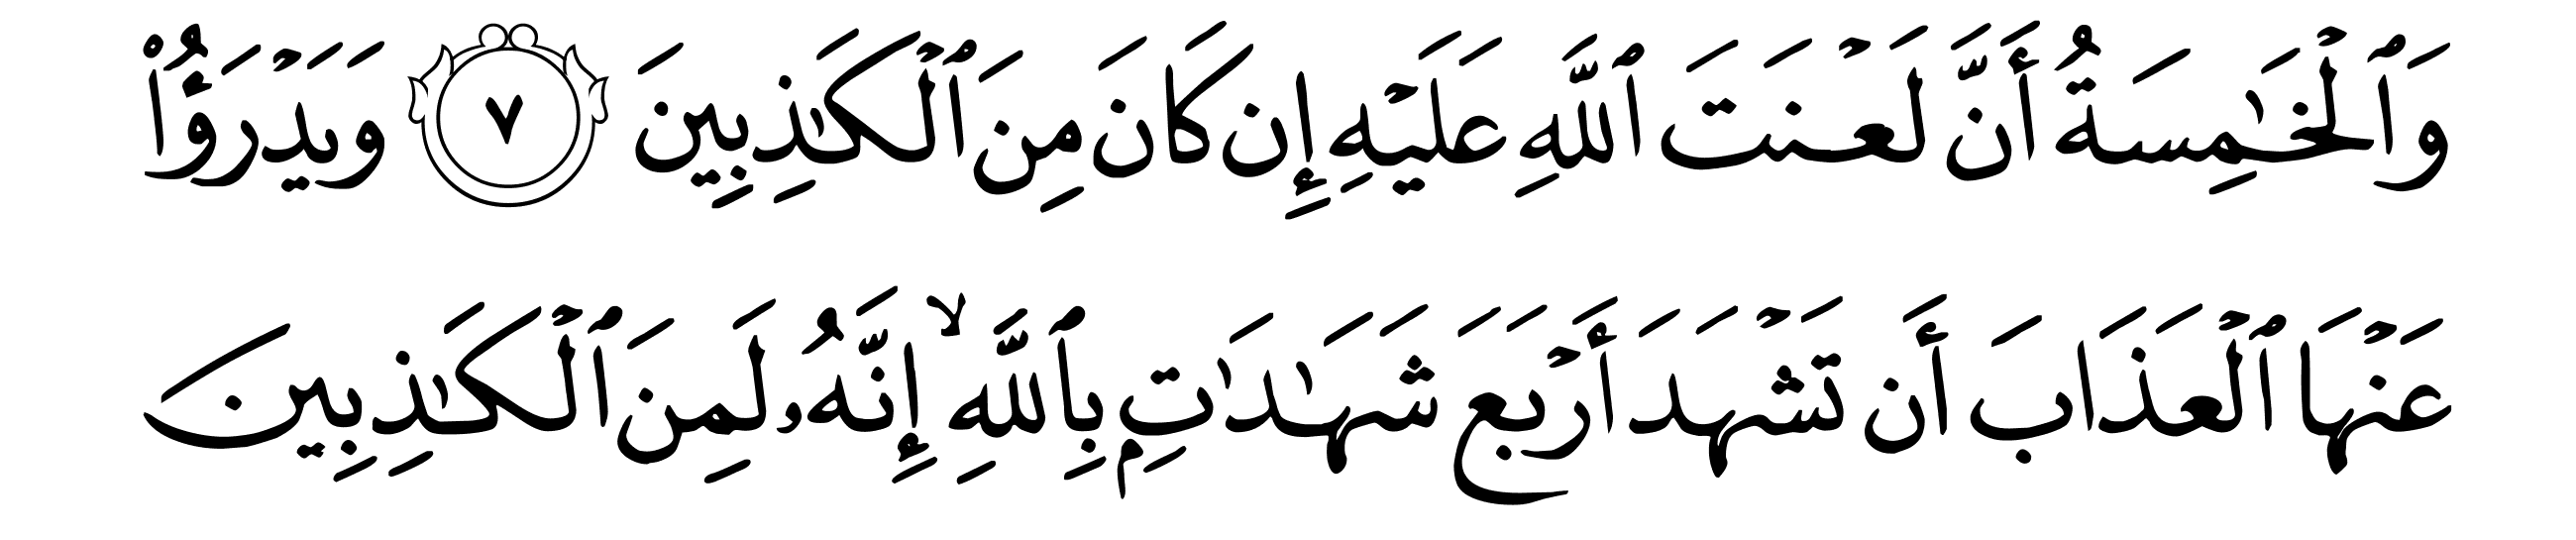 وَٱلْخَـٰمِسَةُ أَنَّ لَعْنَتَ ٱللَّهِ عَلَيْهِ إِن كَانَ مِنَ ٱلْكَـٰذِبِينَ ٧ وَيَدْرَؤُا۟
عَنْهَا ٱلْعَذَابَ أَن تَشْهَدَ أَرْبَعَ شَهَـٰدَٰتٍۭ بِٱللَّهِ ۙ إِنَّهُۥ لَمِنَ ٱلْكَـٰذِبِينَ